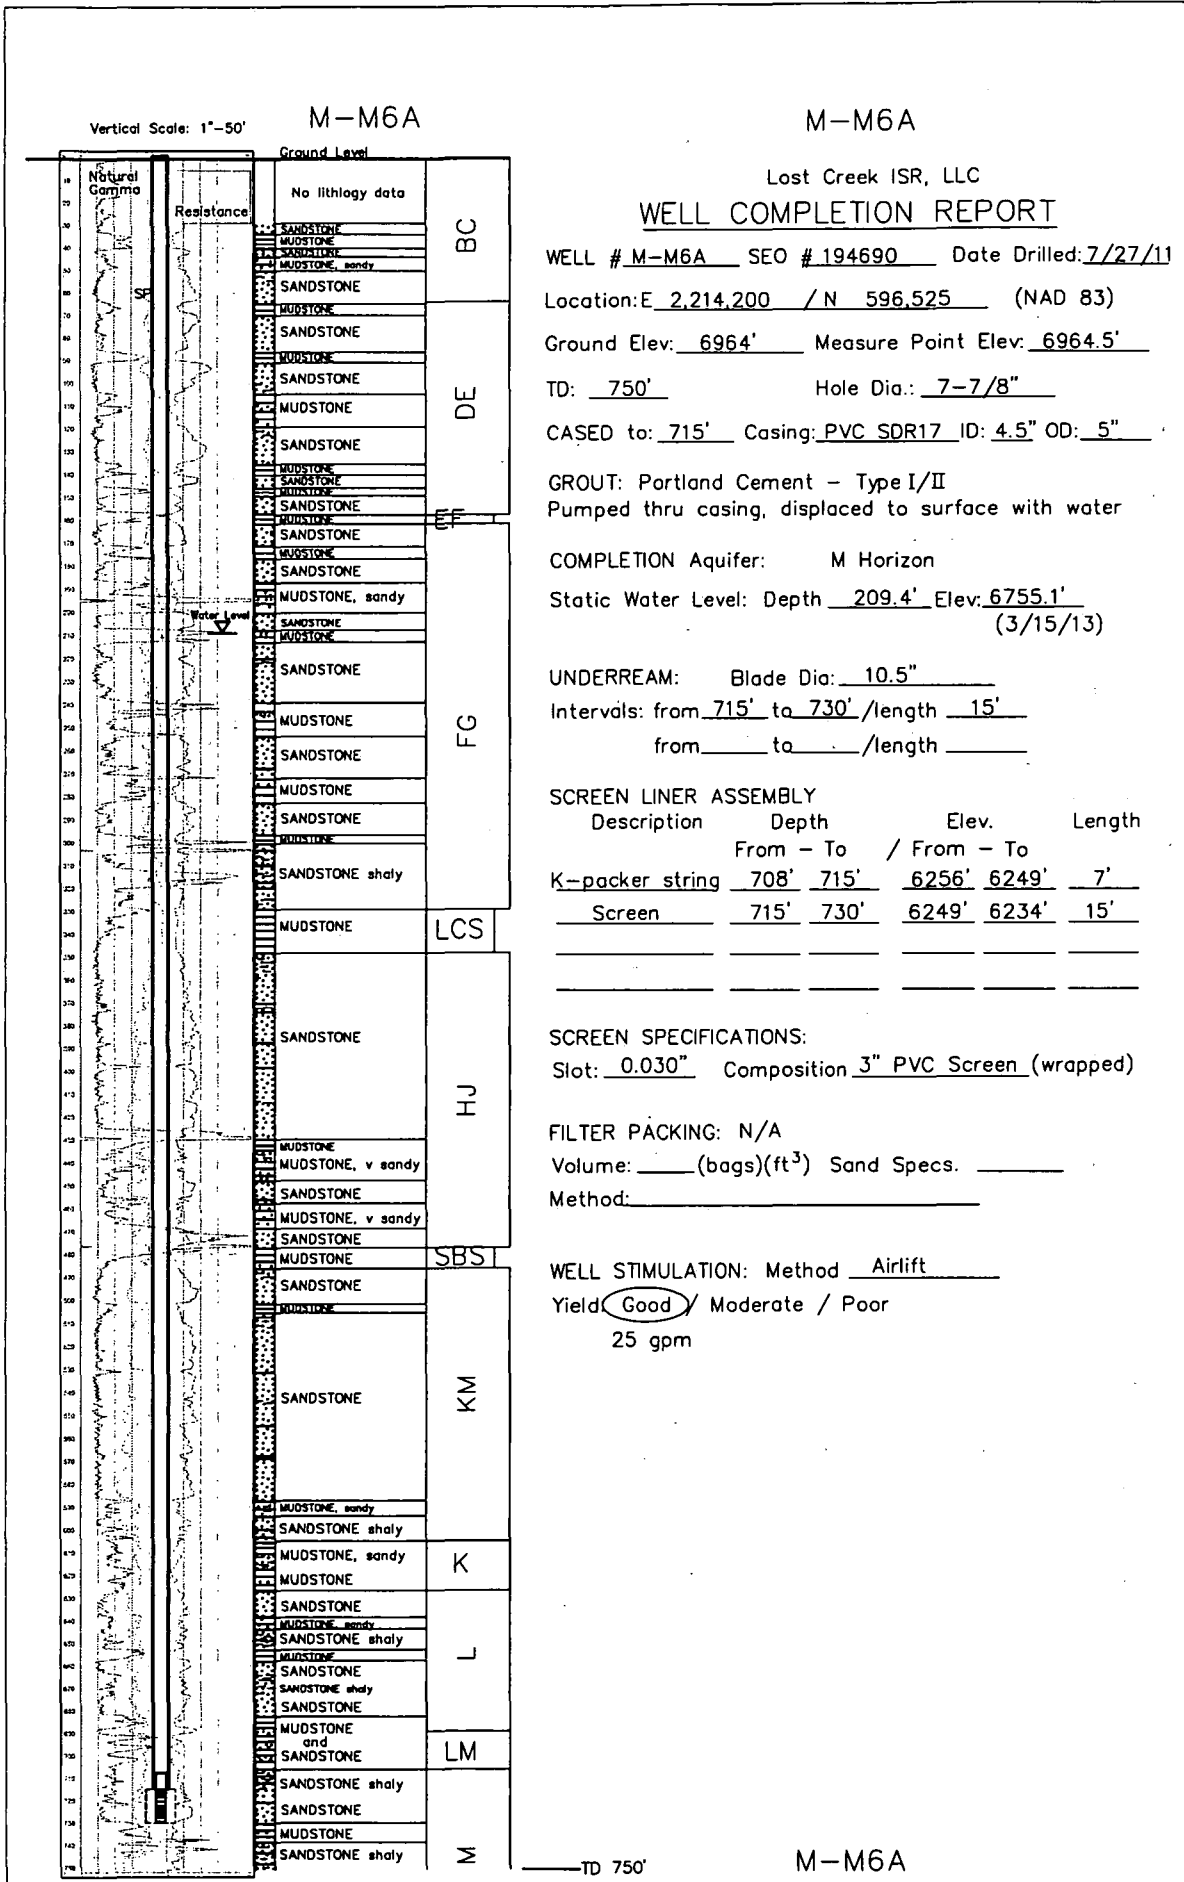 M-M6A
Vertical Scale: 1"-50'
Ground Level
Natural
Gamma
Resistance
SP
Water Level
No lithlogy data
SANDSTONE
MUDSTONE
SANDSTONE
MUDSTONE, sandy
SANDSTONE
MUDSTONE
SANDSTONE
MUDSTONE
SANDSTONE
MUDSTONE
SANDSTONE
MUDSTONE
SANDSTONE
MUDSTONE
SANDSTONE
MUDSTONE
SANDSTONE
MUDSTONE
SANDSTONE
MUDSTONE, sandy
SANDSTONE
MUDSTONE
SANDSTONE
MUDSTONE
SANDSTONE
MUDSTONE
SANDSTONE
MUDSTONE
SANDSTONE shaly
MUDSTONE
SANDSTONE
MUDSTONE
MUDSTONE, v sandy
SANDSTONE
MUDSTONE, v sandy
SANDSTONE
MUDSTONE
SANDSTONE
MUDSTONE
SANDSTONE
MUDSTONE, sandy
SANDSTONE shaly
MUDSTONE, sandy
MUDSTONE
SANDSTONE
MUDSTONE, sandy
SANDSTONE shaly
MUDSTONE
SANDSTONE
SANDSTONE shaly
SANDSTONE
MUDSTONE
and
SANDSTONE
SANDSTONE shaly
SANDSTONE
MUDSTONE
SANDSTONE shaly
BC
DE
EF
FG
LCS
HJ
SBS
KM
K
L
LM
M
TD 750'
M-M6A
Lost Creek ISR, LLC
WELL COMPLETION REPORT
WELL # M-M6A SEO # 194690 Date Drilled: 7/27/11
Location: E 2,214,200 / N 596,525 (NAD 83)
Ground Elev: 6964' Measure Point Elev: 6964.5'
TD: 750' Hole Dia.: 7-7/8"
CASED to: 715' Casing: PVC SDR17 ID: 4.5" OD: 5"
GROUT: Portland Cement - Type I/II
Pumped thru casing, displaced to surface with water
COMPLETION Aquifer: M Horizon
Static Water Level: Depth 209.4' Elev: 6755.1'
(3/15/13)
UNDERREAM: Blade Dia: 10.5"
Intervals: from 715' to 730' /length 15'
from____ to____ /length ____
SCREEN LINER ASSEMBLY
Description Depth Elev. Length
From - To / From - To
K-packer string 708' 715' 6256' 6249' 7'
Screen 715' 730' 6249' 6234' 15'
SCREEN SPECIFICATIONS:
Slot: 0.030" Composition 3" PVC Screen (wrapped)
FILTER PACKING: N/A
Volume: ____ (bags)(ft³) Sand Specs. ____
Method:____
WELL STIMULATION: Method Airlift
Yield: Good / Moderate / Poor
25 gpm
M-M6A